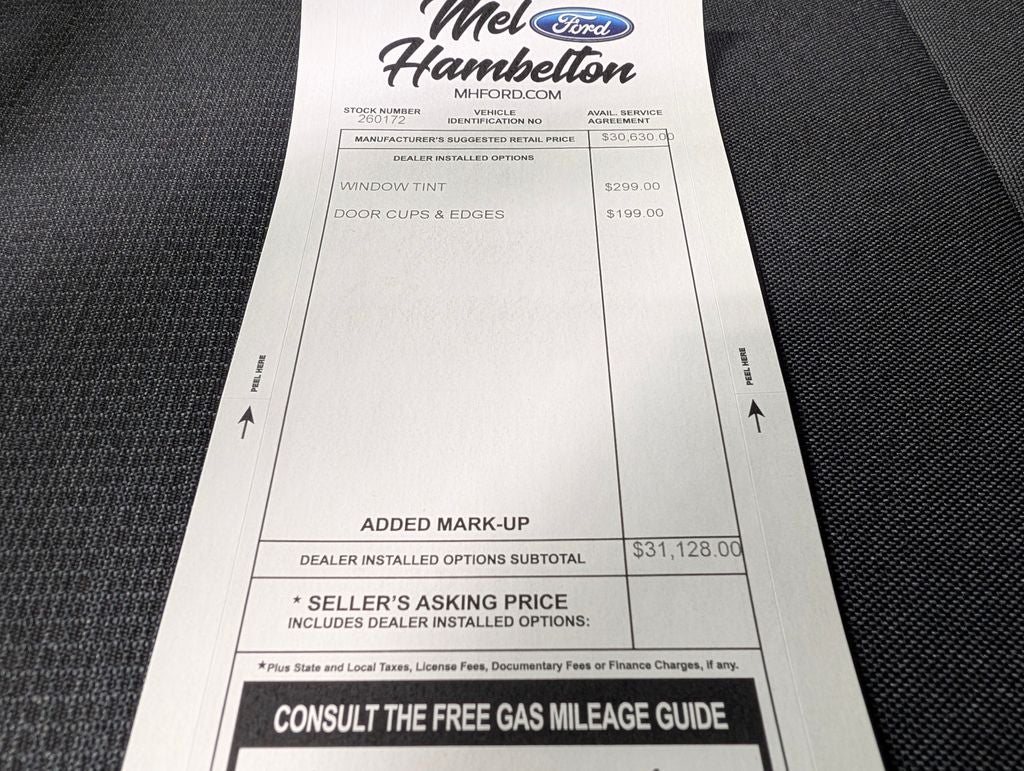 Mel Ford
Hambelton
MHFORD.COM
STOCK NUMBER
260172
VEHICLE
IDENTIFICATION NO
AVAIL. SERVICE
AGREEMENT
MANUFACTURER'S SUGGESTED RETAIL PRICE $30,630.00
DEALER INSTALLED OPTIONS
WINDOW TINT $299.00
DOOR CUPS & EDGES $199.00
PEEL HERE
PEEL HERE
ADDED MARK-UP
DEALER INSTALLED OPTIONS SUBTOTAL $31,128.00
* SELLER'S ASKING PRICE
INCLUDES DEALER INSTALLED OPTIONS:
*Plus State and Local Taxes, License Fees, Documentary Fees or Finance Charges, if any.
CONSULT THE FREE GAS MILEAGE GUIDE